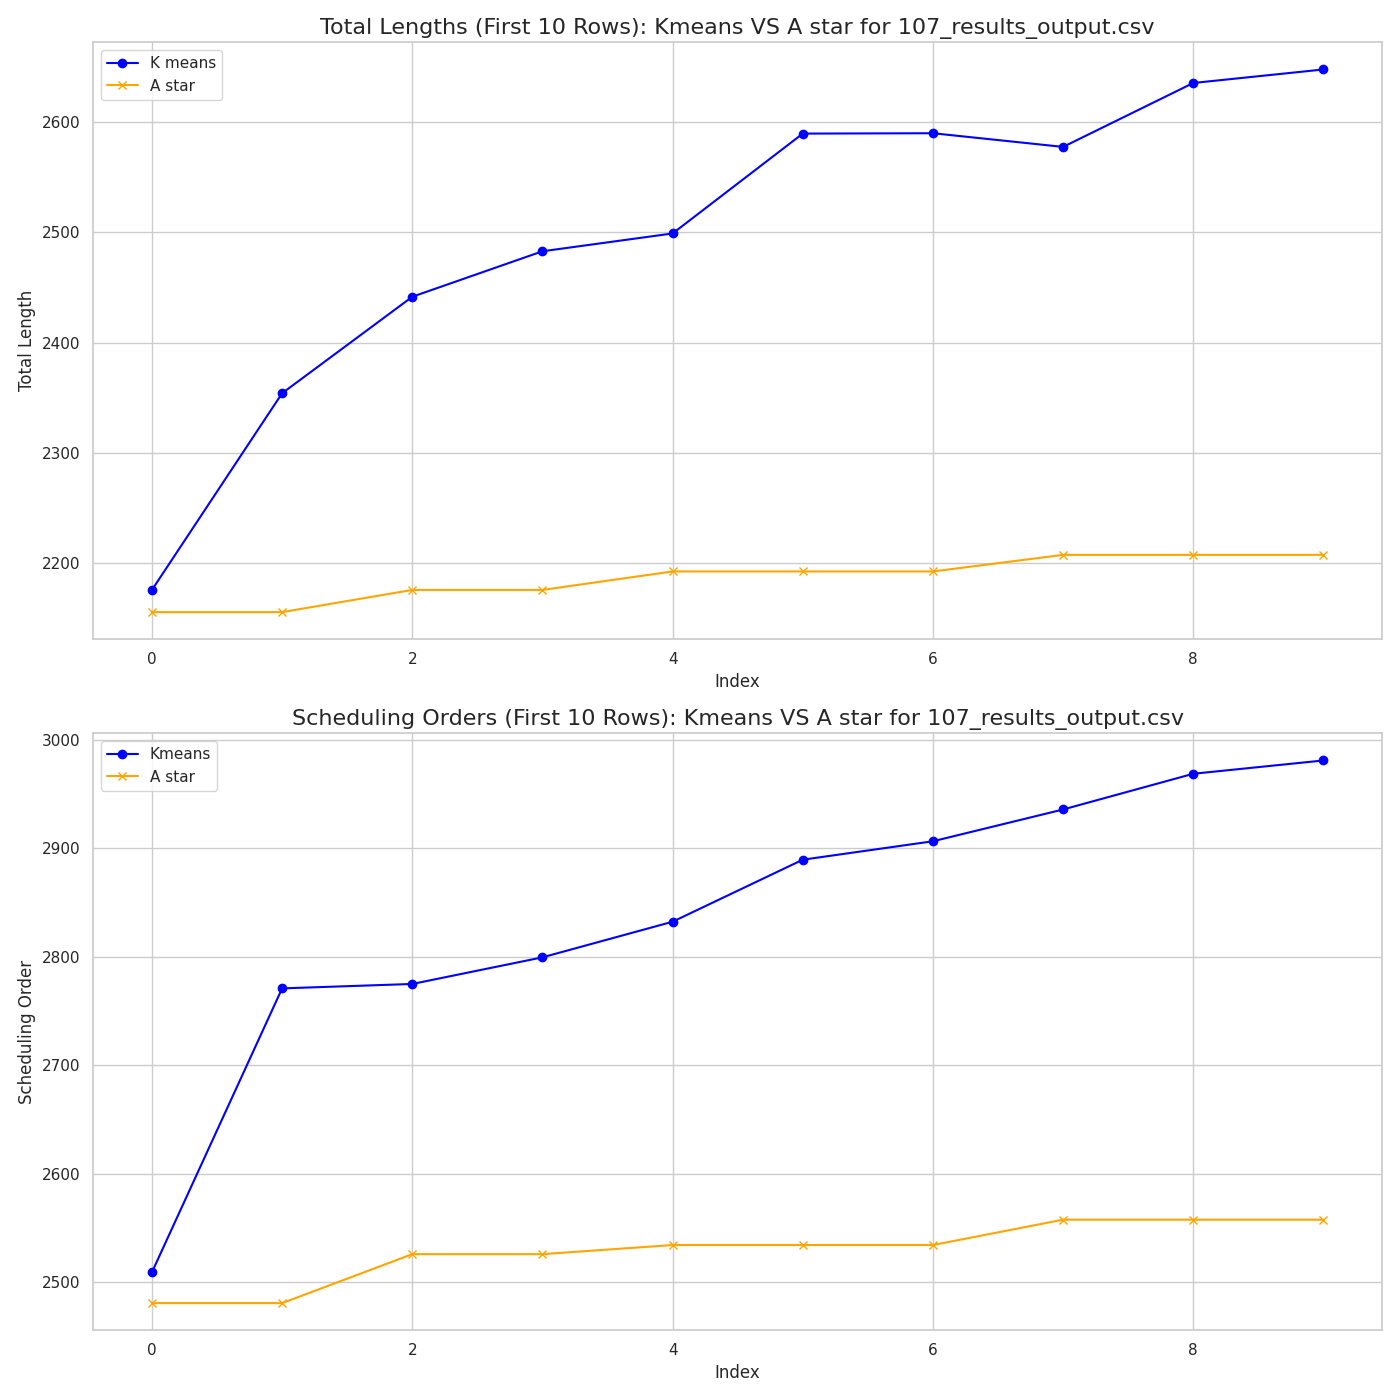 Total Lengths (First 10 Rows): Kmeans VS A star for 107_results_output.csv
K means
A star
2600
2500
2400
2300
2200
Total Length
0 2 4 6 8
Index
Scheduling Orders (First 10 Rows): Kmeans VS A star for 107_results_output.csv
Kmeans
A star
3000
2900
2800
2700
2600
2500
Scheduling Order
0 2 4 6 8
Index